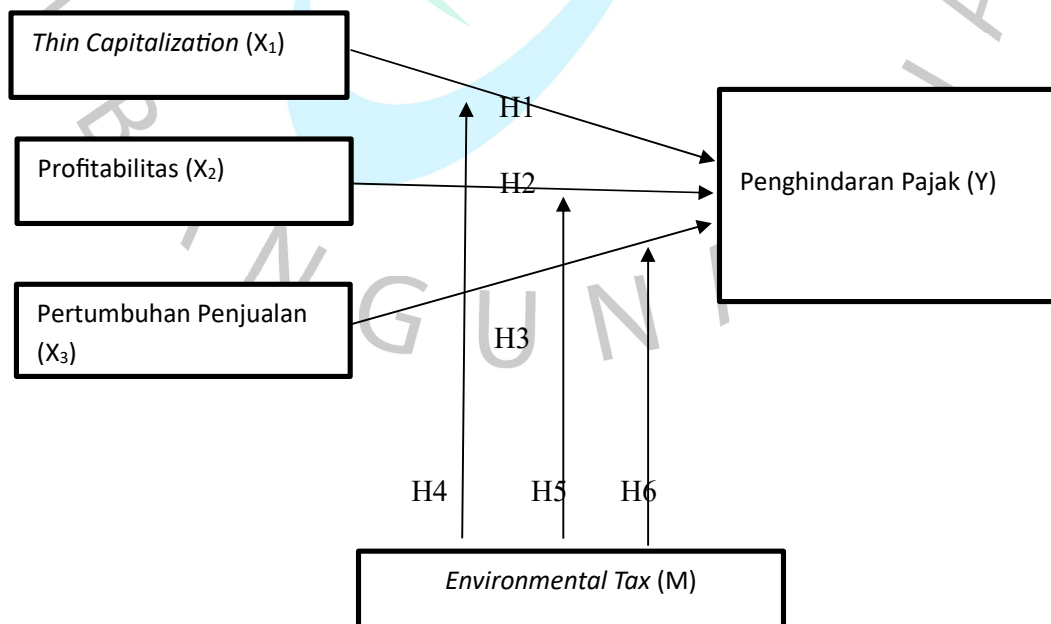 Thin Capitalization (X₁)
H1
Profitabilitas (X₂)
H2
Penghindaran Pajak (Y)
Pertumbuhan Penjualan
(X₃)
H3
H4 H5 H6
Environmental Tax (M)
N G U N